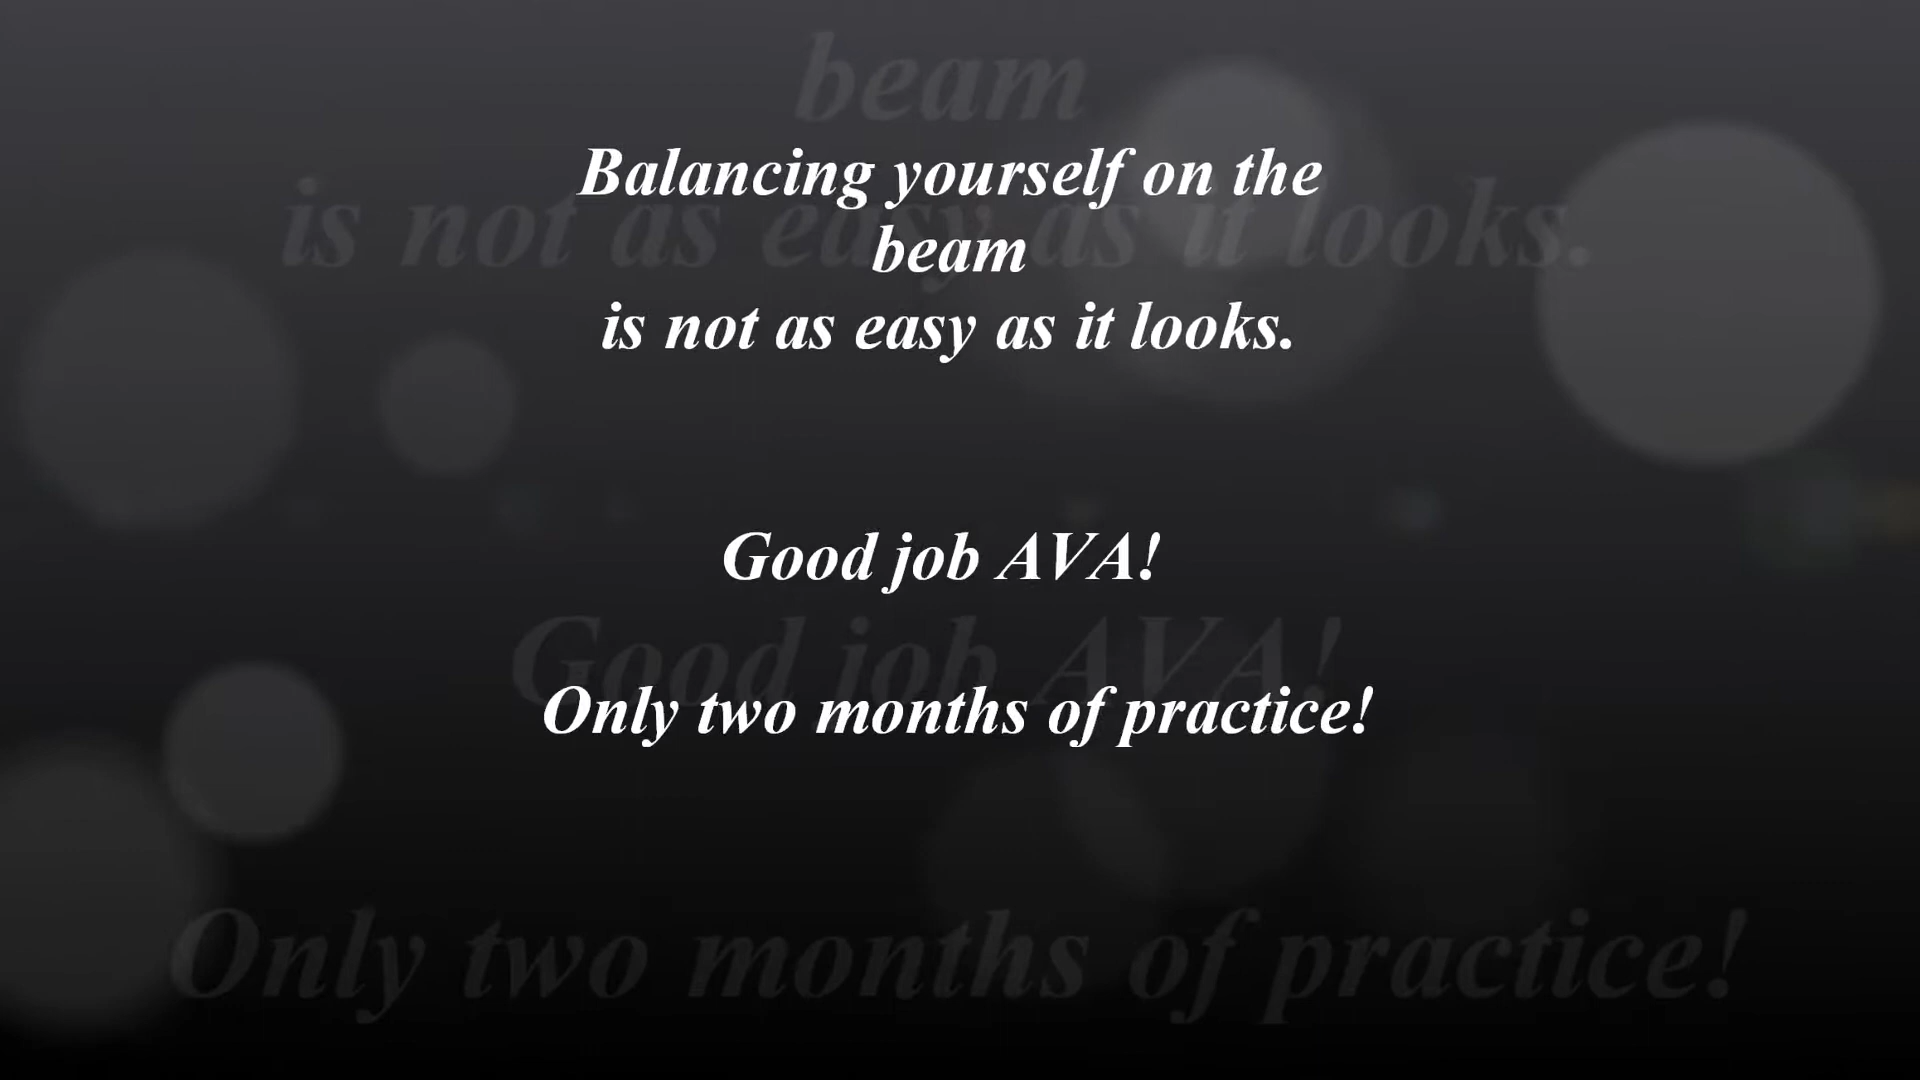 Balancing yourself on the
beam
is not as easy as it looks.
Good job AVA!
Only two months of practice!